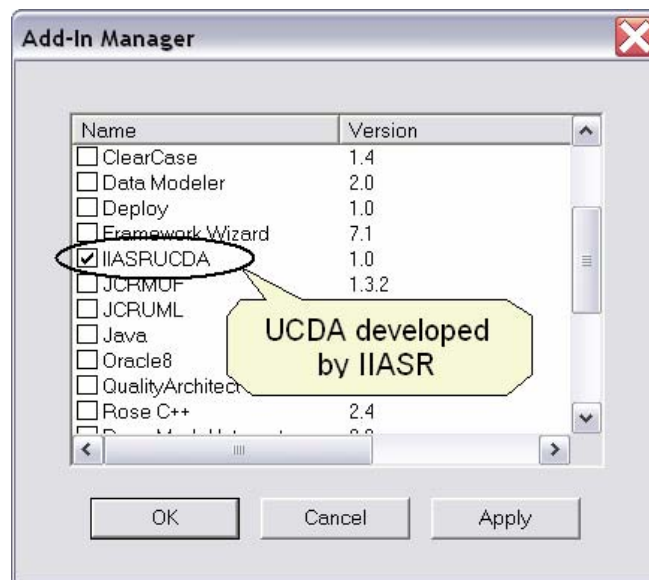 Add-In Manager
Name Version
ClearCase 1.4
Data Modeler 2.0
Deploy 1.0
Framework Wizard 7.1
IIASRUCDA 1.0
JCRMOF 1.3.2
JCRUML
Java
Oracle8
QualityArchitect
Rose C++ 2.4
UCDA developed
by IIASR
OK Cancel Apply